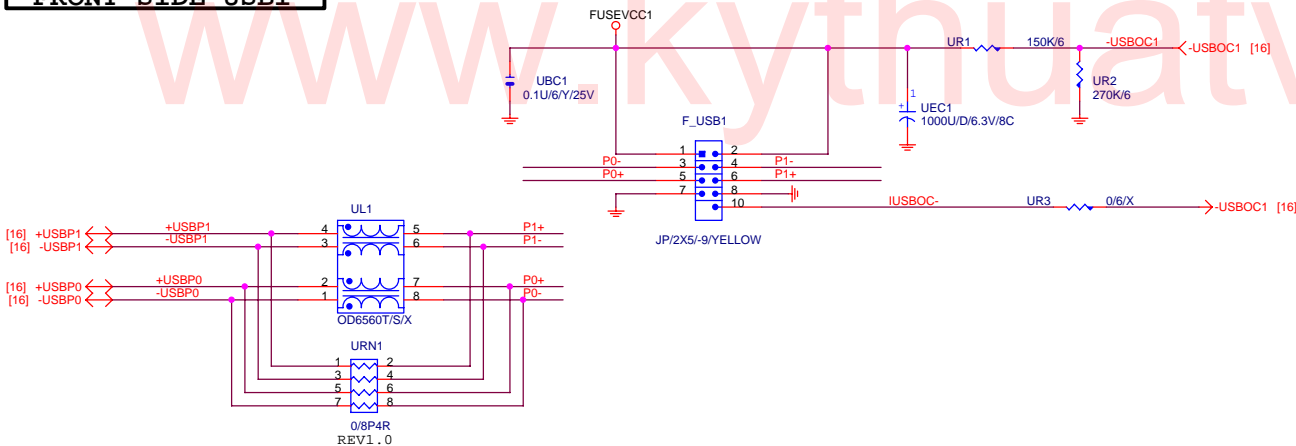 FRONT SIDE USB1
www.kythuatv
FUSEVCC1
UBC1
0.1U/6/Y/25V
UR1
150K/6
-USBOC1
-USBOC1 [16]
UR2
270K/6
1
+
UEC1
1000U/D/6.3V/8C
F_USB1
1
2
P0-
3
4
P1-
P0+
5
6
P1+
7
8
10
IUSBOC-
UR3
0/6/X
-USBOC1 [16]
JP/2X5/-9/YELLOW
UL1
[16] +USBP1
+USBP1
4
5
P1+
[16] -USBP1
-USBP1
3
6
P1-
[16] +USBP0
+USBP0
2
7
P0+
[16] -USBP0
-USBP0
1
8
P0-
OD6560T/S/X
URN1
1
2
3
4
5
6
7
8
0/8P4R
REV1.0